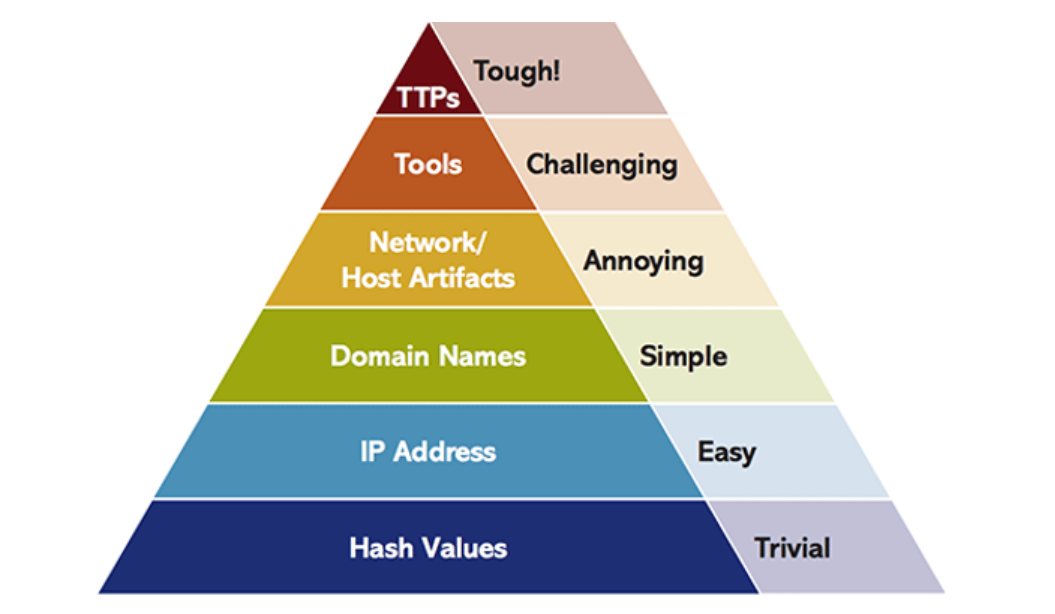 Tough!
TTPs
Tools
Challenging
Network/
Host Artifacts
Annoying
Domain Names
Simple
IP Address
Easy
Hash Values
Trivial